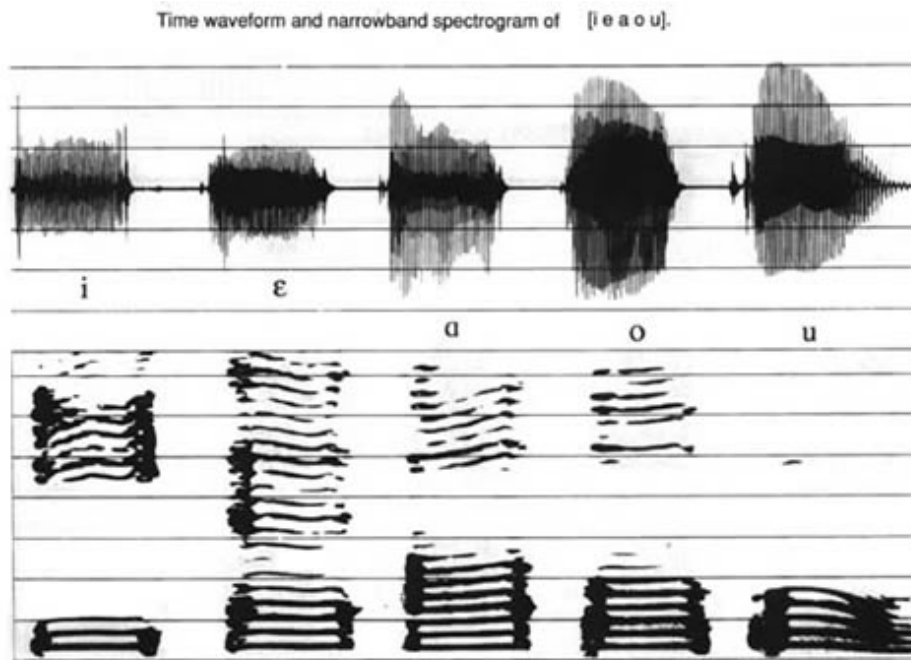 Time waveform and narrowband spectrogram of [i e a o u].
i ɛ
ɑ o u